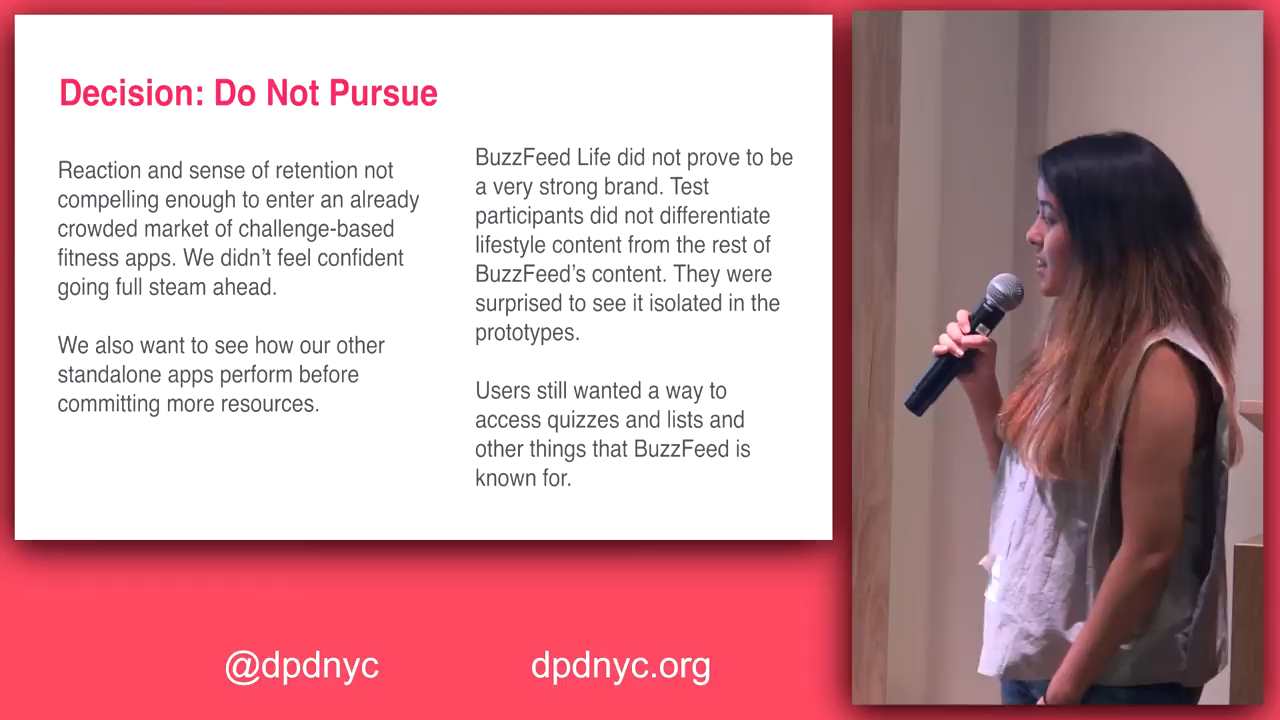 Decision: Do Not Pursue
Reaction and sense of retention not
compelling enough to enter an already
crowded market of challenge-based
fitness apps. We didn’t feel confident
going full steam ahead.
We also want to see how our other
standalone apps perform before
committing more resources.
BuzzFeed Life did not prove to be
a very strong brand. Test
participants did not differentiate
lifestyle content from the rest of
BuzzFeed’s content. They were
surprised to see it isolated in the
prototypes.
Users still wanted a way to
access quizzes and lists and
other things that BuzzFeed is
known for.
@dpdnyc
dpdnyc.org